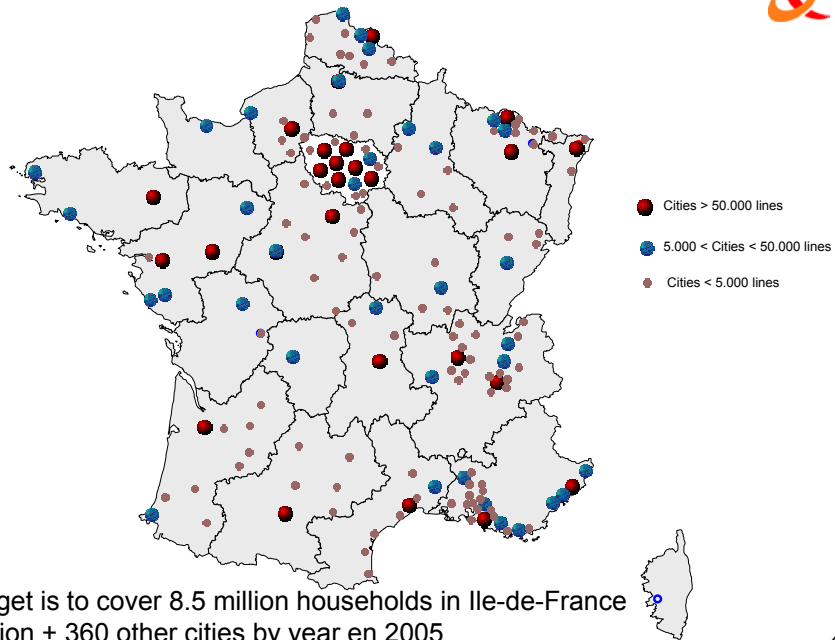 Cities > 50.000 lines
5.000 < Cities < 50.000 lines
Cities < 5.000 lines
get is to cover 8.5 million households in Ile-de-France
ion + 360 other cities by year en 2005